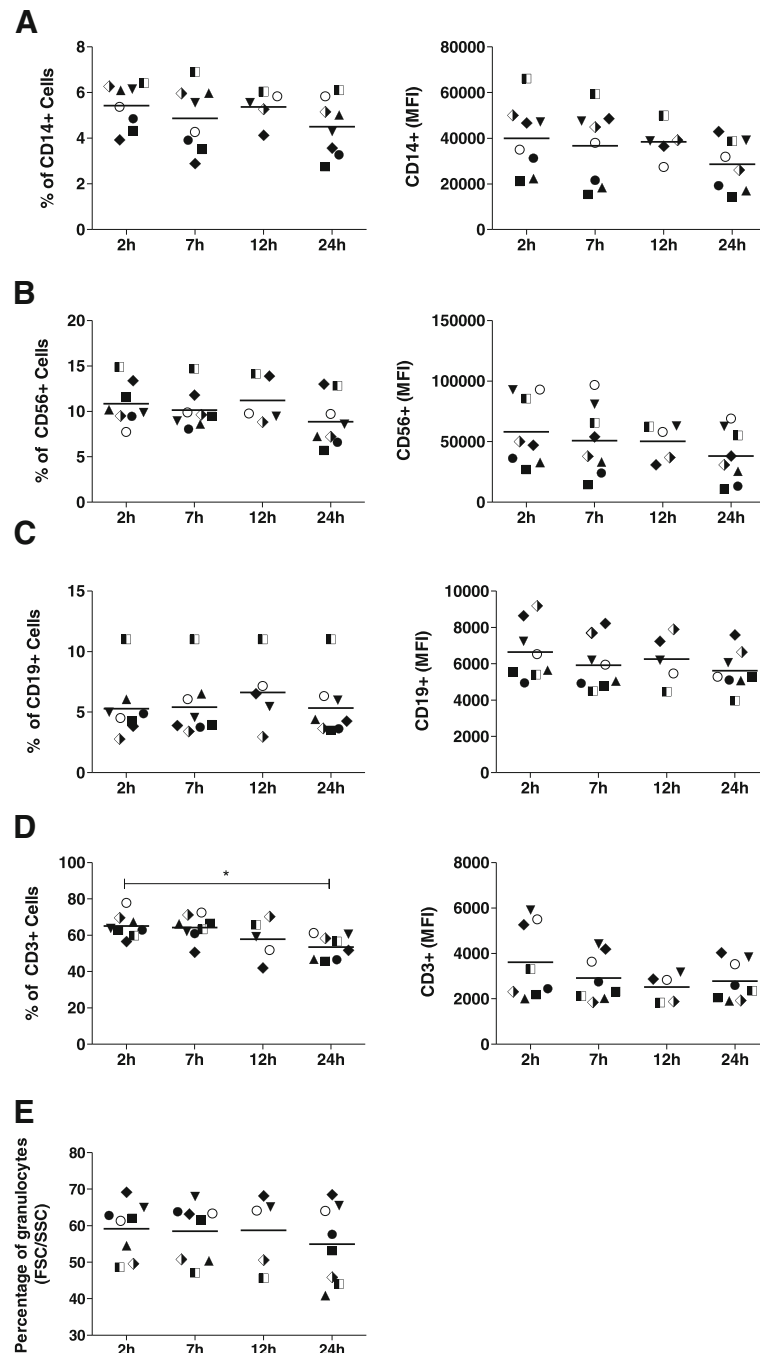 A
% of CD14+ Cells
8
6
4
2
0
2h 7h 12h 24h
CD14+ (MFI)
80000
60000
40000
20000
0
2h 7h 12h 24h
B
% of CD56+ Cells
20
15
10
5
0
2h 7h 12h 24h
CD56+ (MFI)
150000
100000
50000
0
2h 7h 12h 24h
C
% of CD19+ Cells
15
10
5
0
2h 7h 12h 24h
CD19+ (MFI)
10000
8000
6000
4000
2000
0
2h 7h 12h 24h
D
% of CD3+ Cells
100
80
60
40
20
0
*
2h 7h 12h 24h
CD3+ (MFI)
8000
6000
4000
2000
0
2h 7h 12h 24h
E
Percentage of granulocytes
(FSC/SSC)
80
70
60
50
40
30
2h 7h 12h 24h